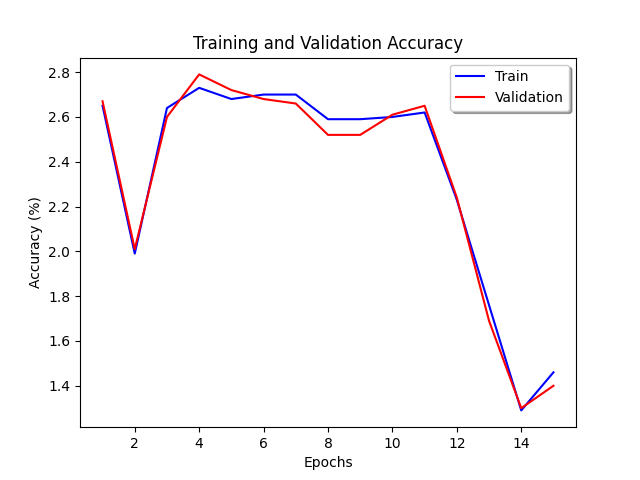 Training and Validation Accuracy
Train
Validation
Accuracy (%)
2.8
2.6
2.4
2.2
2.0
1.8
1.6
1.4
2 4 6 8 10 12 14
Epochs